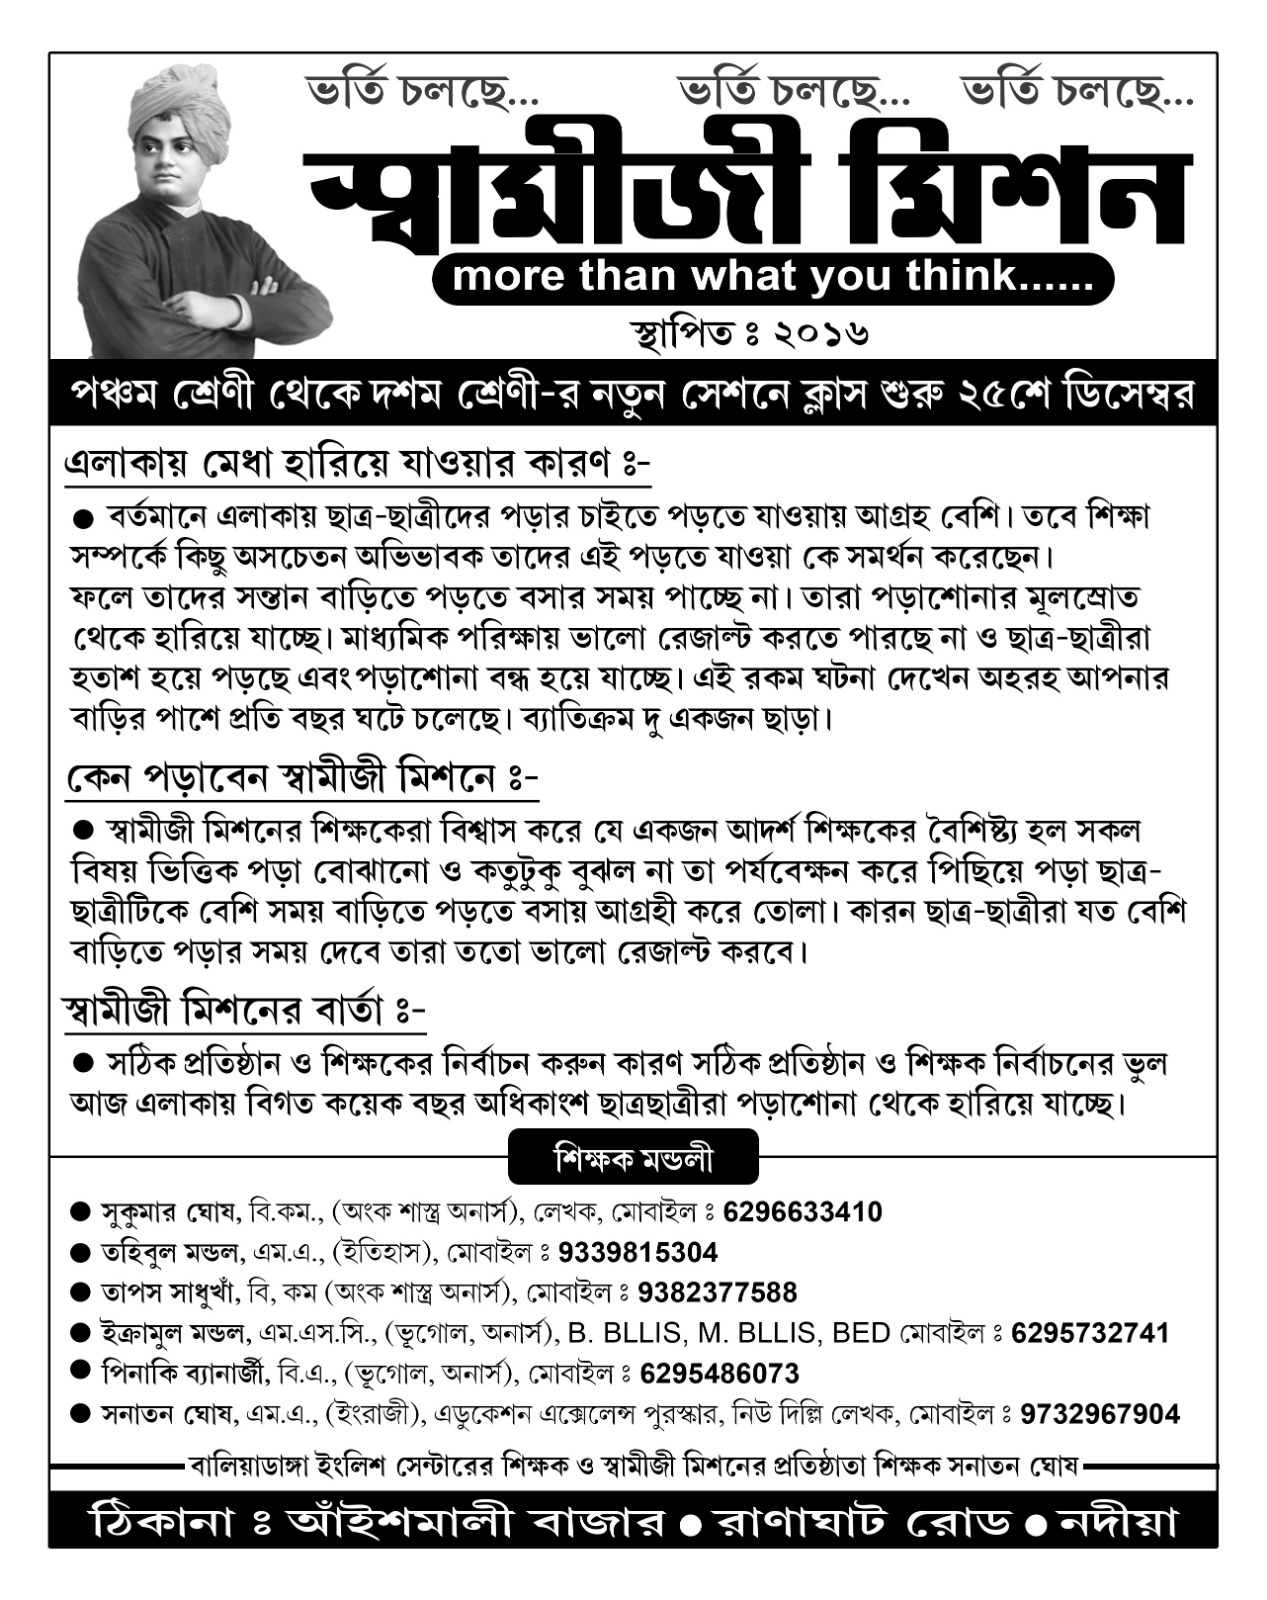 ভর্তি চলছে... ভর্তি চলছে... ভর্তি চলছে...
স্বামীজী মিশন
more than what you think......
স্থাপিত ঃ ২০১৬
পঞ্চম শ্রেণী থেকে দশম শ্রেণী-র নতুন সেশনে ক্লাস শুরু ২৫শে ডিসেম্বর
এলাকায় মেধা হারিয়ে যাওয়ার কারণ ঃ-
● বর্তমানে এলাকায় ছাত্র-ছাত্রীদের পড়ার চাইতে পড়তে যাওয়ায় আগ্রহ বেশি। তবে শিক্ষা
সম্পর্কে কিছু অসচেতন অভিভাবক তাদের এই পড়তে যাওয়া কে সমর্থন করেছেন।
ফলে তাদের সন্তান বাড়িতে পড়তে বসার সময় পাচ্ছে না। তারা পড়াশোনার মূলস্রোত
থেকে হারিয়ে যাচ্ছে। মাধ্যমিক পরিক্ষায় ভালো রেজাল্ট করতে পারছে না ও ছাত্র-ছাত্রীরা
হতাশ হয়ে পড়ছে এবং পড়াশোনা বন্ধ হয়ে যাচ্ছে। এই রকম ঘটনা দেখেন অহরহ আপনার
বাড়ির পাশে প্রতি বছর ঘটে চলেছে। ব্যাতিক্রম দু একজন ছাড়া।
কেন পড়াবেন স্বামীজী মিশনে ঃ-
● স্বামীজী মিশনের শিক্ষকেরা বিশ্বাস করে যে একজন আদর্শ শিক্ষকের বৈশিষ্ট্য হল সকল
বিষয় ভিত্তিক পড়া বোঝানো ও কতুটুকু বুঝল না তা পর্যবেক্ষন করে পিছিয়ে পড়া ছাত্র-
ছাত্রীটিকে বেশি সময় বাড়িতে পড়তে বসায় আগ্রহী করে তোলা। কারন ছাত্র-ছাত্রীরা যত বেশি
বাড়িতে পড়ার সময় দেবে তারা ততো ভালো রেজাল্ট করবে।
স্বামীজী মিশনের বার্তা ঃ-
● সঠিক প্রতিষ্ঠান ও শিক্ষকের নির্বাচন করুন কারণ সঠিক প্রতিষ্ঠান ও শিক্ষক নির্বাচনের ভুল
আজ এলাকায় বিগত কয়েক বছর অধিকাংশ ছাত্রছাত্রীরা পড়াশোনা থেকে হারিয়ে যাচ্ছে।
শিক্ষক মন্ডলী
● সুকুমার ঘোষ, বি.কম., (অংক শাস্ত্র অনার্স), লেখক, মোবাইল ঃ 6296633410
● তহিবুল মন্ডল, এম.এ., (ইতিহাস), মোবাইল ঃ 9339815304
● তাপস সাধুখাঁ, বি, কম (অংক শাস্ত্র অনার্স), মোবাইল ঃ 9382377588
● ইক্রামুল মন্ডল, এম.এস.সি., (ভূগোল, অনার্স), B. BLLIS, M. BLLIS, BED মোবাইল ঃ 6295732741
● পিনাকি ব্যানার্জী, বি.এ., (ভূগোল, অনার্স), মোবাইল ঃ 6295486073
● সনাতন ঘোষ, এম.এ., (ইংরাজী), এডুকেশন এক্সেলেন্স পুরস্কার, নিউ দিল্লি লেখক, মোবাইল ঃ 9732967904
বালিয়াডাঙ্গা ইংলিশ সেন্টারের শিক্ষক ও স্বামীজী মিশনের প্রতিষ্ঠাতা শিক্ষক সনাতন ঘোষ
ঠিকানা ঃ আঁইশমালী বাজার ● রাণাঘাট রোড ● নদীয়া